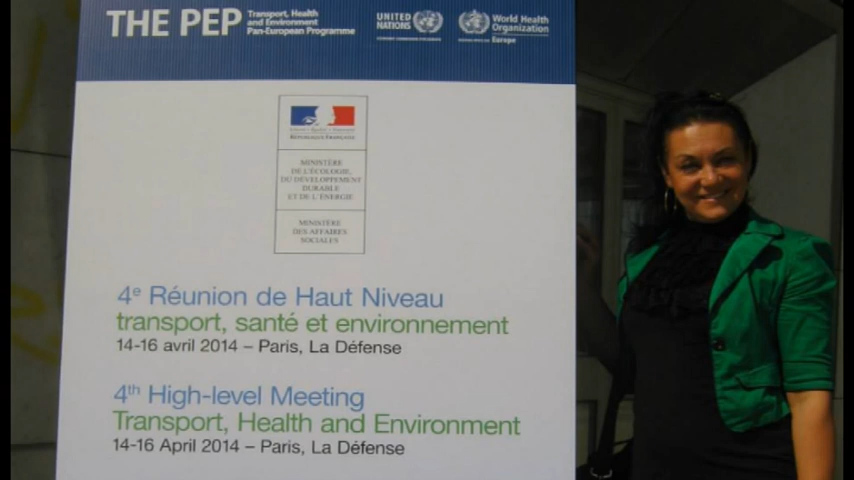 THE PEP
Transport, Health
and Environment
Pan-European Programme
UNITED
NATIONS
World Health
Organization
Europe
RÉPUBLIQUE FRANÇAISE
MINISTÈRE
DE L'ÉCOLOGIE,
DU DÉVELOPPEMENT
DURABLE
ET DE L'ÉNERGIE
MINISTÈRE
DES AFFAIRES
SOCIALES
4e Réunion de Haut Niveau
transport, santé et environnement
14-16 avril 2014 – Paris, La Défense
4th High-level Meeting
Transport, Health and Environment
14-16 April 2014 – Paris, La Défense